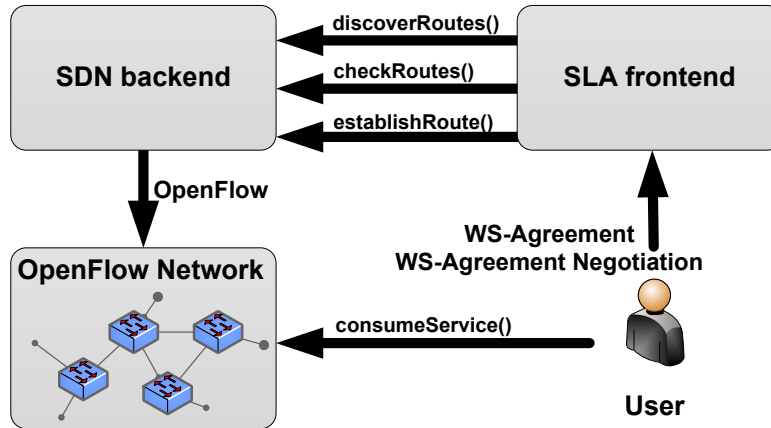 discoverRoutes()
SDN backend
checkRoutes()
SLA frontend
establishRoute()
OpenFlow
WS-Agreement
WS-Agreement Negotiation
OpenFlow Network
consumeService()
User